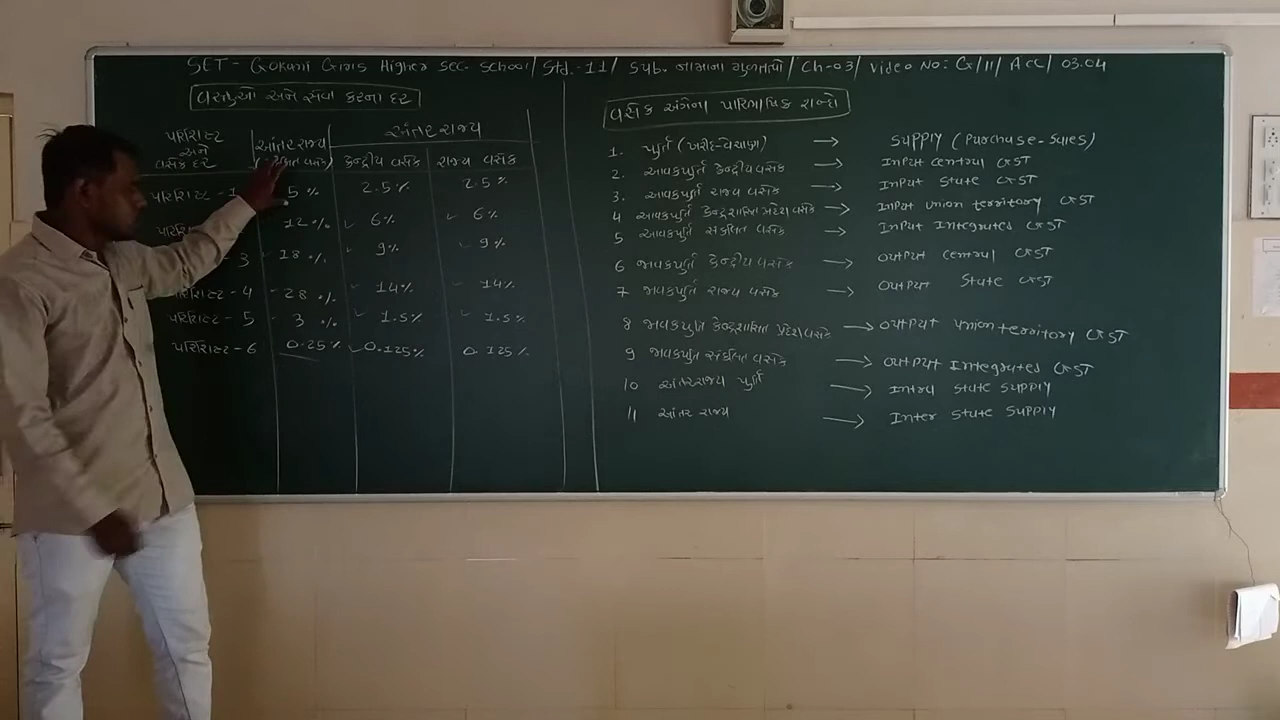 SET - Gokani Girls Higher Sec. School / Std.-11 / Sub. નામાના મૂળતત્વો / Ch-03 / Video No: G/11/Acc/03.04
વસ્તુઓ અને સેવા કરના દર
પરિશિષ્ટ અને વસેક દર
આંતર રાજ્ય
અંતર રાજ્ય
કેન્દ્રીય વસેક
રાજ્ય વસેક
પરિશિષ્ટ - 1 5 % 2.5% 2.5%
12 % 6% 6%
3 18 % 9% 9%
પરિશિષ્ટ - 4 28 % 14% 14%
પરિશિષ્ટ - 5 3 % 1.5% 1.5%
પરિશિષ્ટ - 6 0.25% 0.125% 0.125%
વસેક અંગેના પારિભાષિક શબ્દો
1. પૂર્તિ (ખરીદ-વેચાણ) → Supply (Purchase-Sales)
2. આવકપૂર્તિ કેન્દ્રીય વસેક → Input Central GST
3. આવકપૂર્તિ રાજ્ય વસેક → Input State GST
4 આવકપૂર્તિ કેન્દ્રશાસિત પ્રદેશ વસેક → Input Union territory GST
5 આવકપૂર્તિ સંકલિત વસેક → Input Integrated GST
6 જાવકપૂર્તિ કેન્દ્રીય વસેક → Output Central GST
7 જાવકપૂર્તિ રાજ્ય વસેક → Output State GST
8 જાવકપૂર્તિ કેન્દ્રશાસિત પ્રદેશ વસેક → Output Union territory GST
9 જાવકપૂર્તિ સંકલિત વસેક → Output Integrated GST
10 અંતરરાજ્ય પૂર્તિ → Intra State Supply
11 આંતર રાજ્ય → Inter State Supply